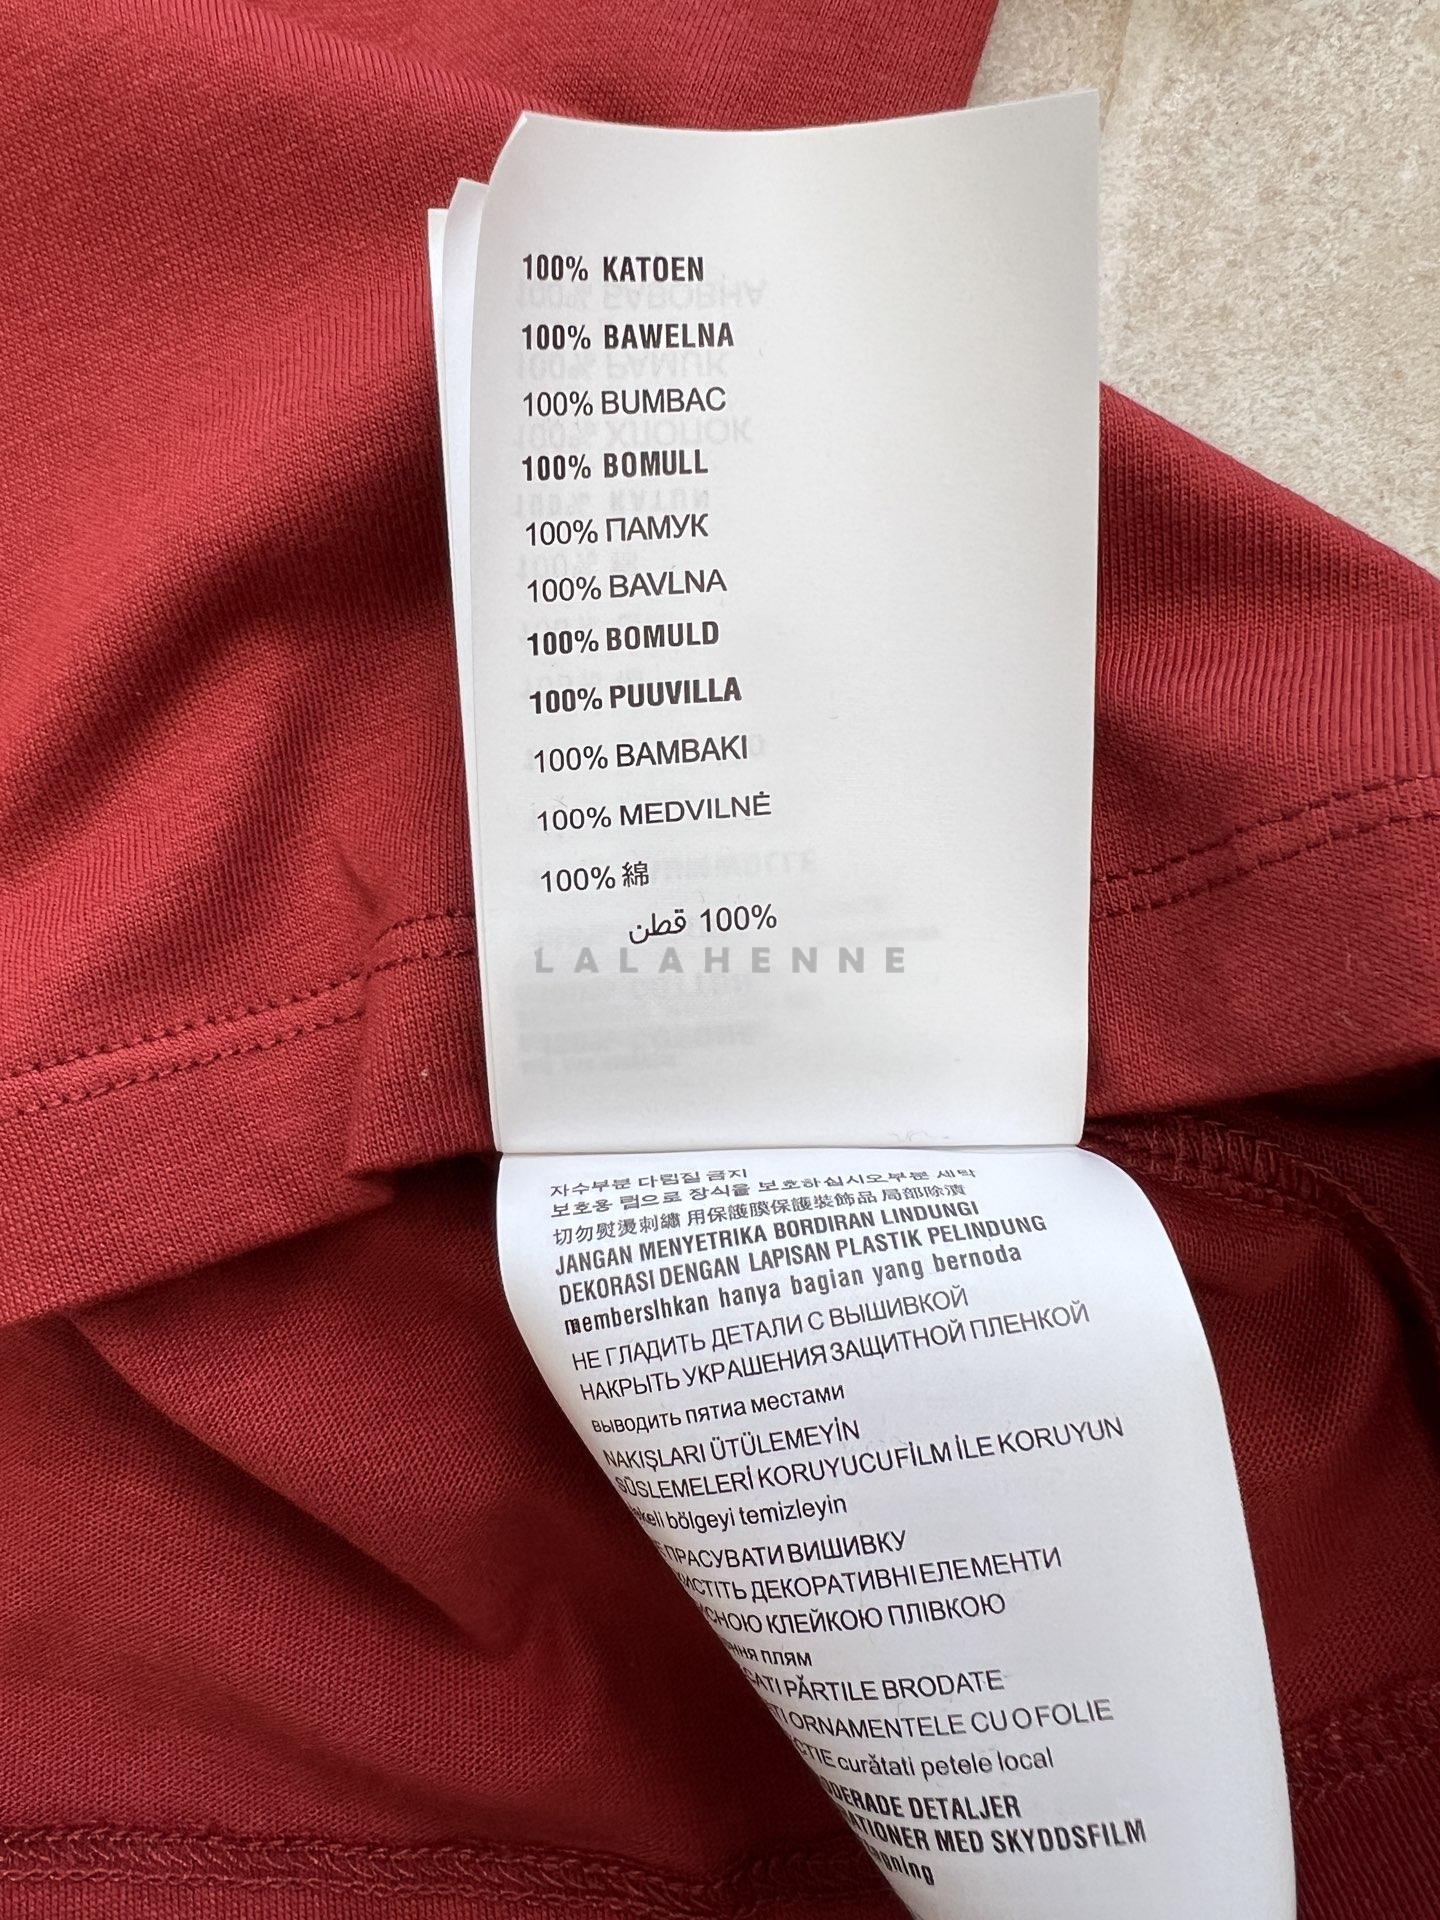 100% KATOEN
100% BAWELNA
100% BUMBAC
100% BOMULL
100% ПАМУК
100% BAVLNA
100% BOMULD
100% PUUVILLA
100% BAMBAKI
100% MEDVILNĖ
100% 綿
100% قطن
LALAHENNE
자수부분 다림질 금지
보호용 랩으로 장식을 보호하십시오부분 세탁
切勿熨燙刺繡 用保護膜保護裝飾品 局部除漬
JANGAN MENYETRIKA BORDIRAN LINDUNGI
DEKORASI DENGAN LAPISAN PLASTIK PELINDUNG
membersIhkan hanya bagian yang bernoda
НЕ ГЛАДИТЬ ДЕТАЛИ С ВЫШИВКОЙ
НАКРЫТЬ УКРАШЕНИЯ ЗАЩИТНОЙ ПЛЕНКОЙ
выводить пятиа местами
NAKIŞLARI ÜTÜLEMEYİN
SÜSLEMELERİ KORUYUCU FİLM İLE KORUYUN
bölgeyi temizleyin
ПРАСУВАТИ ВИШИВКУ
ДЕКОРАТИВНІ ЕЛЕМЕНТИ
КЛЕЙКОЮ ПЛІВКОЮ
плям
PĂRTILE BRODATE
ORNAMENTELE CU O FOLIE
curătati petele local
DETALJER
MED SKYDDSFILM